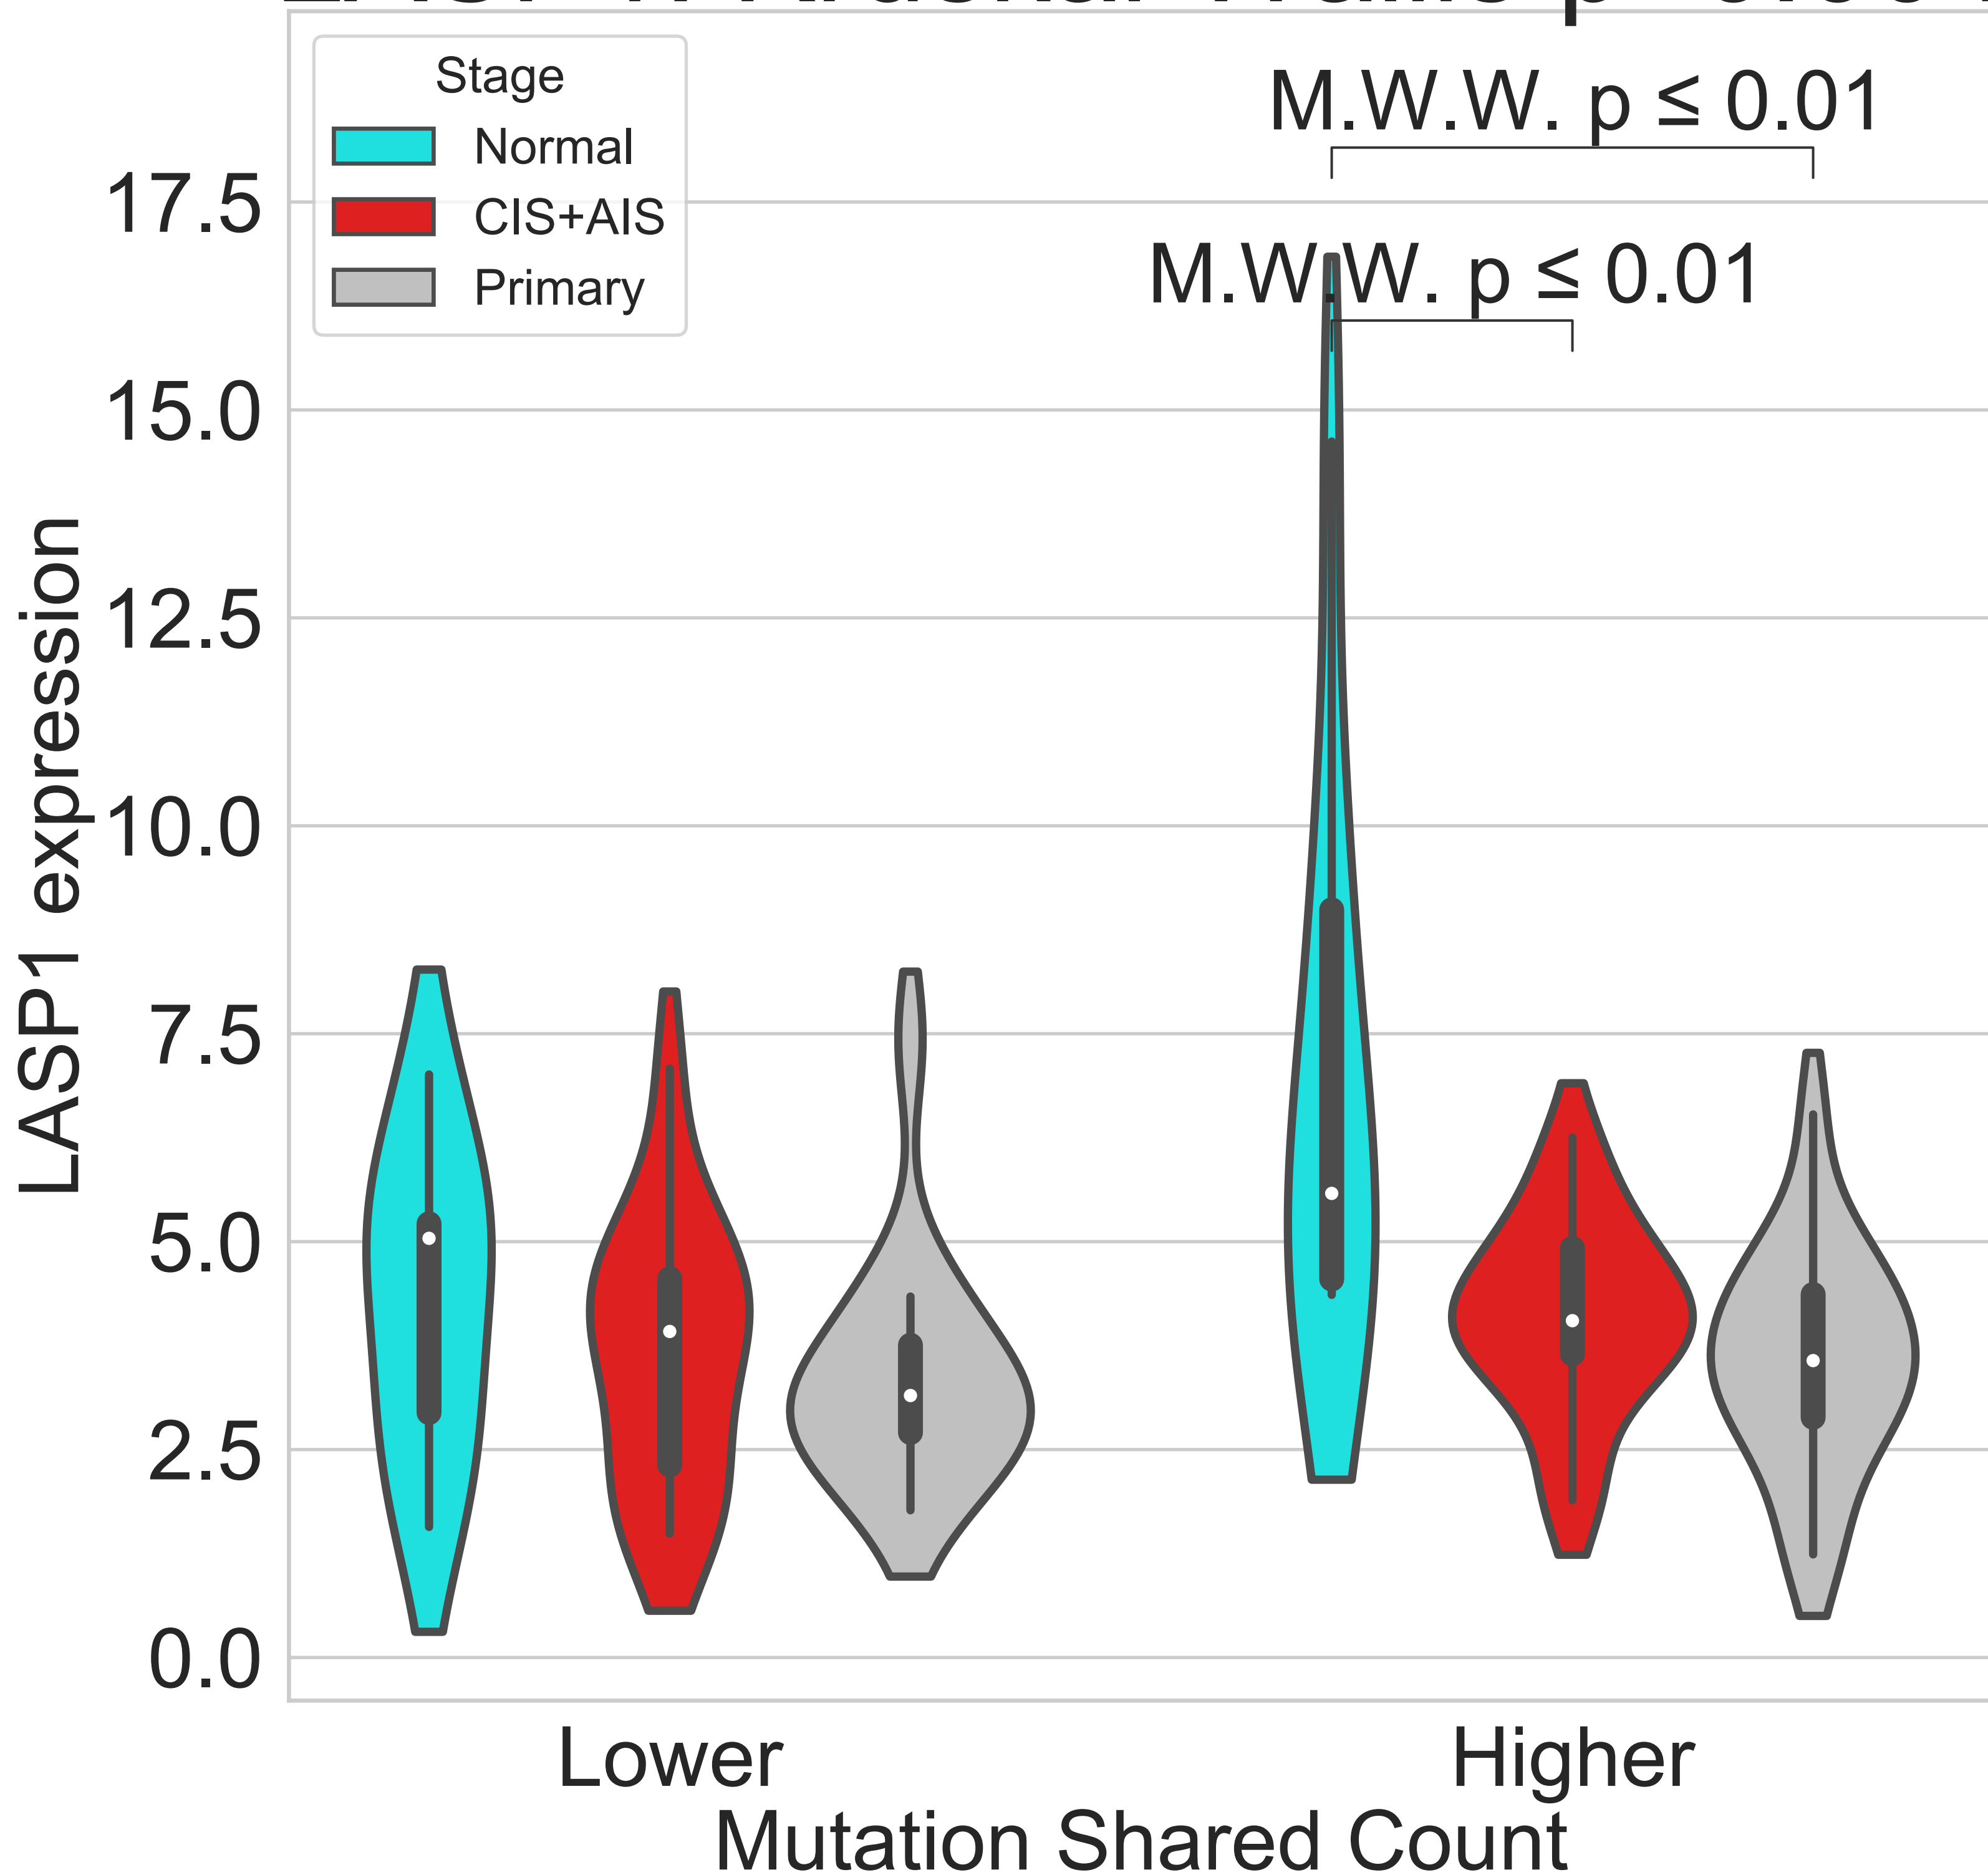 Stage
Normal
CIS+AIS
Primary
M.W.W. p ≤ 0.01
M.W.W. p ≤ 0.01
17.5
15.0
12.5
10.0
7.5
5.0
2.5
0.0
LASP1 expression
Lower
Higher
Mutation Shared Count